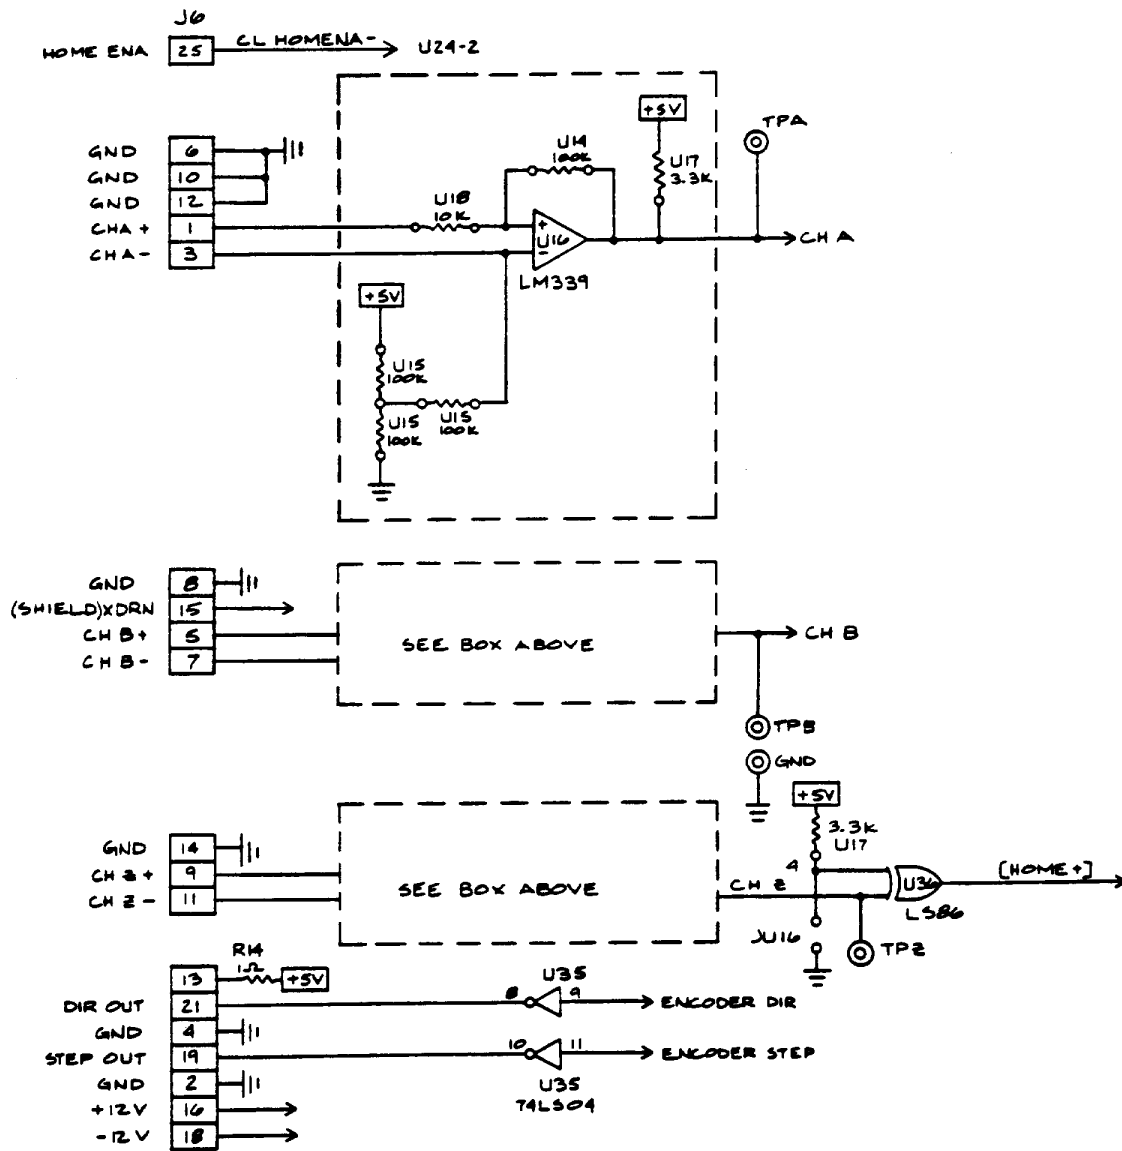 J6
HOME ENA 25 CL HOMENA- U24-2
+5V
TPA
GND 6
GND 10
GND 12
CHA + 1
CHA- 3
U14
100K
U17
3.3K
U18
10K
+
U16
-
LM339
CH A
+5V
U15
100K
U15
100K
U15
100K
GND 8
(SHIELD)XDRN 15
CH B+ 5
CH B- 7
SEE BOX ABOVE
CH B
TPB
GND
+5V
3.3K
U17
GND 14
CH Z+ 9
CH Z- 11
SEE BOX ABOVE
CH Z
4
U36
LS86
[HOME+]
JU16
TPZ
R14
13 1Ω +5V
DIR OUT 21
U35
8 9 ENCODER DIR
GND 4
STEP OUT 19
10 11 ENCODER STEP
U35
74LS04
GND 2
+12V 16
-12V 18